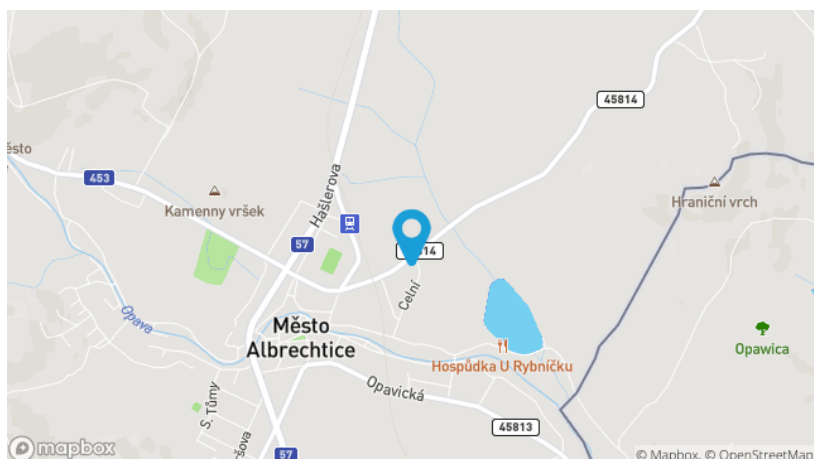 45814
ěsto
453
Kamenny vršek
Hašlerova
Hraniční vrch
57
Celní
Opava
Město
Albrechtice
Opawica
Hospůdka U Rybníčku
Opavická
S. Tůmy
45813
57
mapbox
© Mapbox, © OpenStreetMap